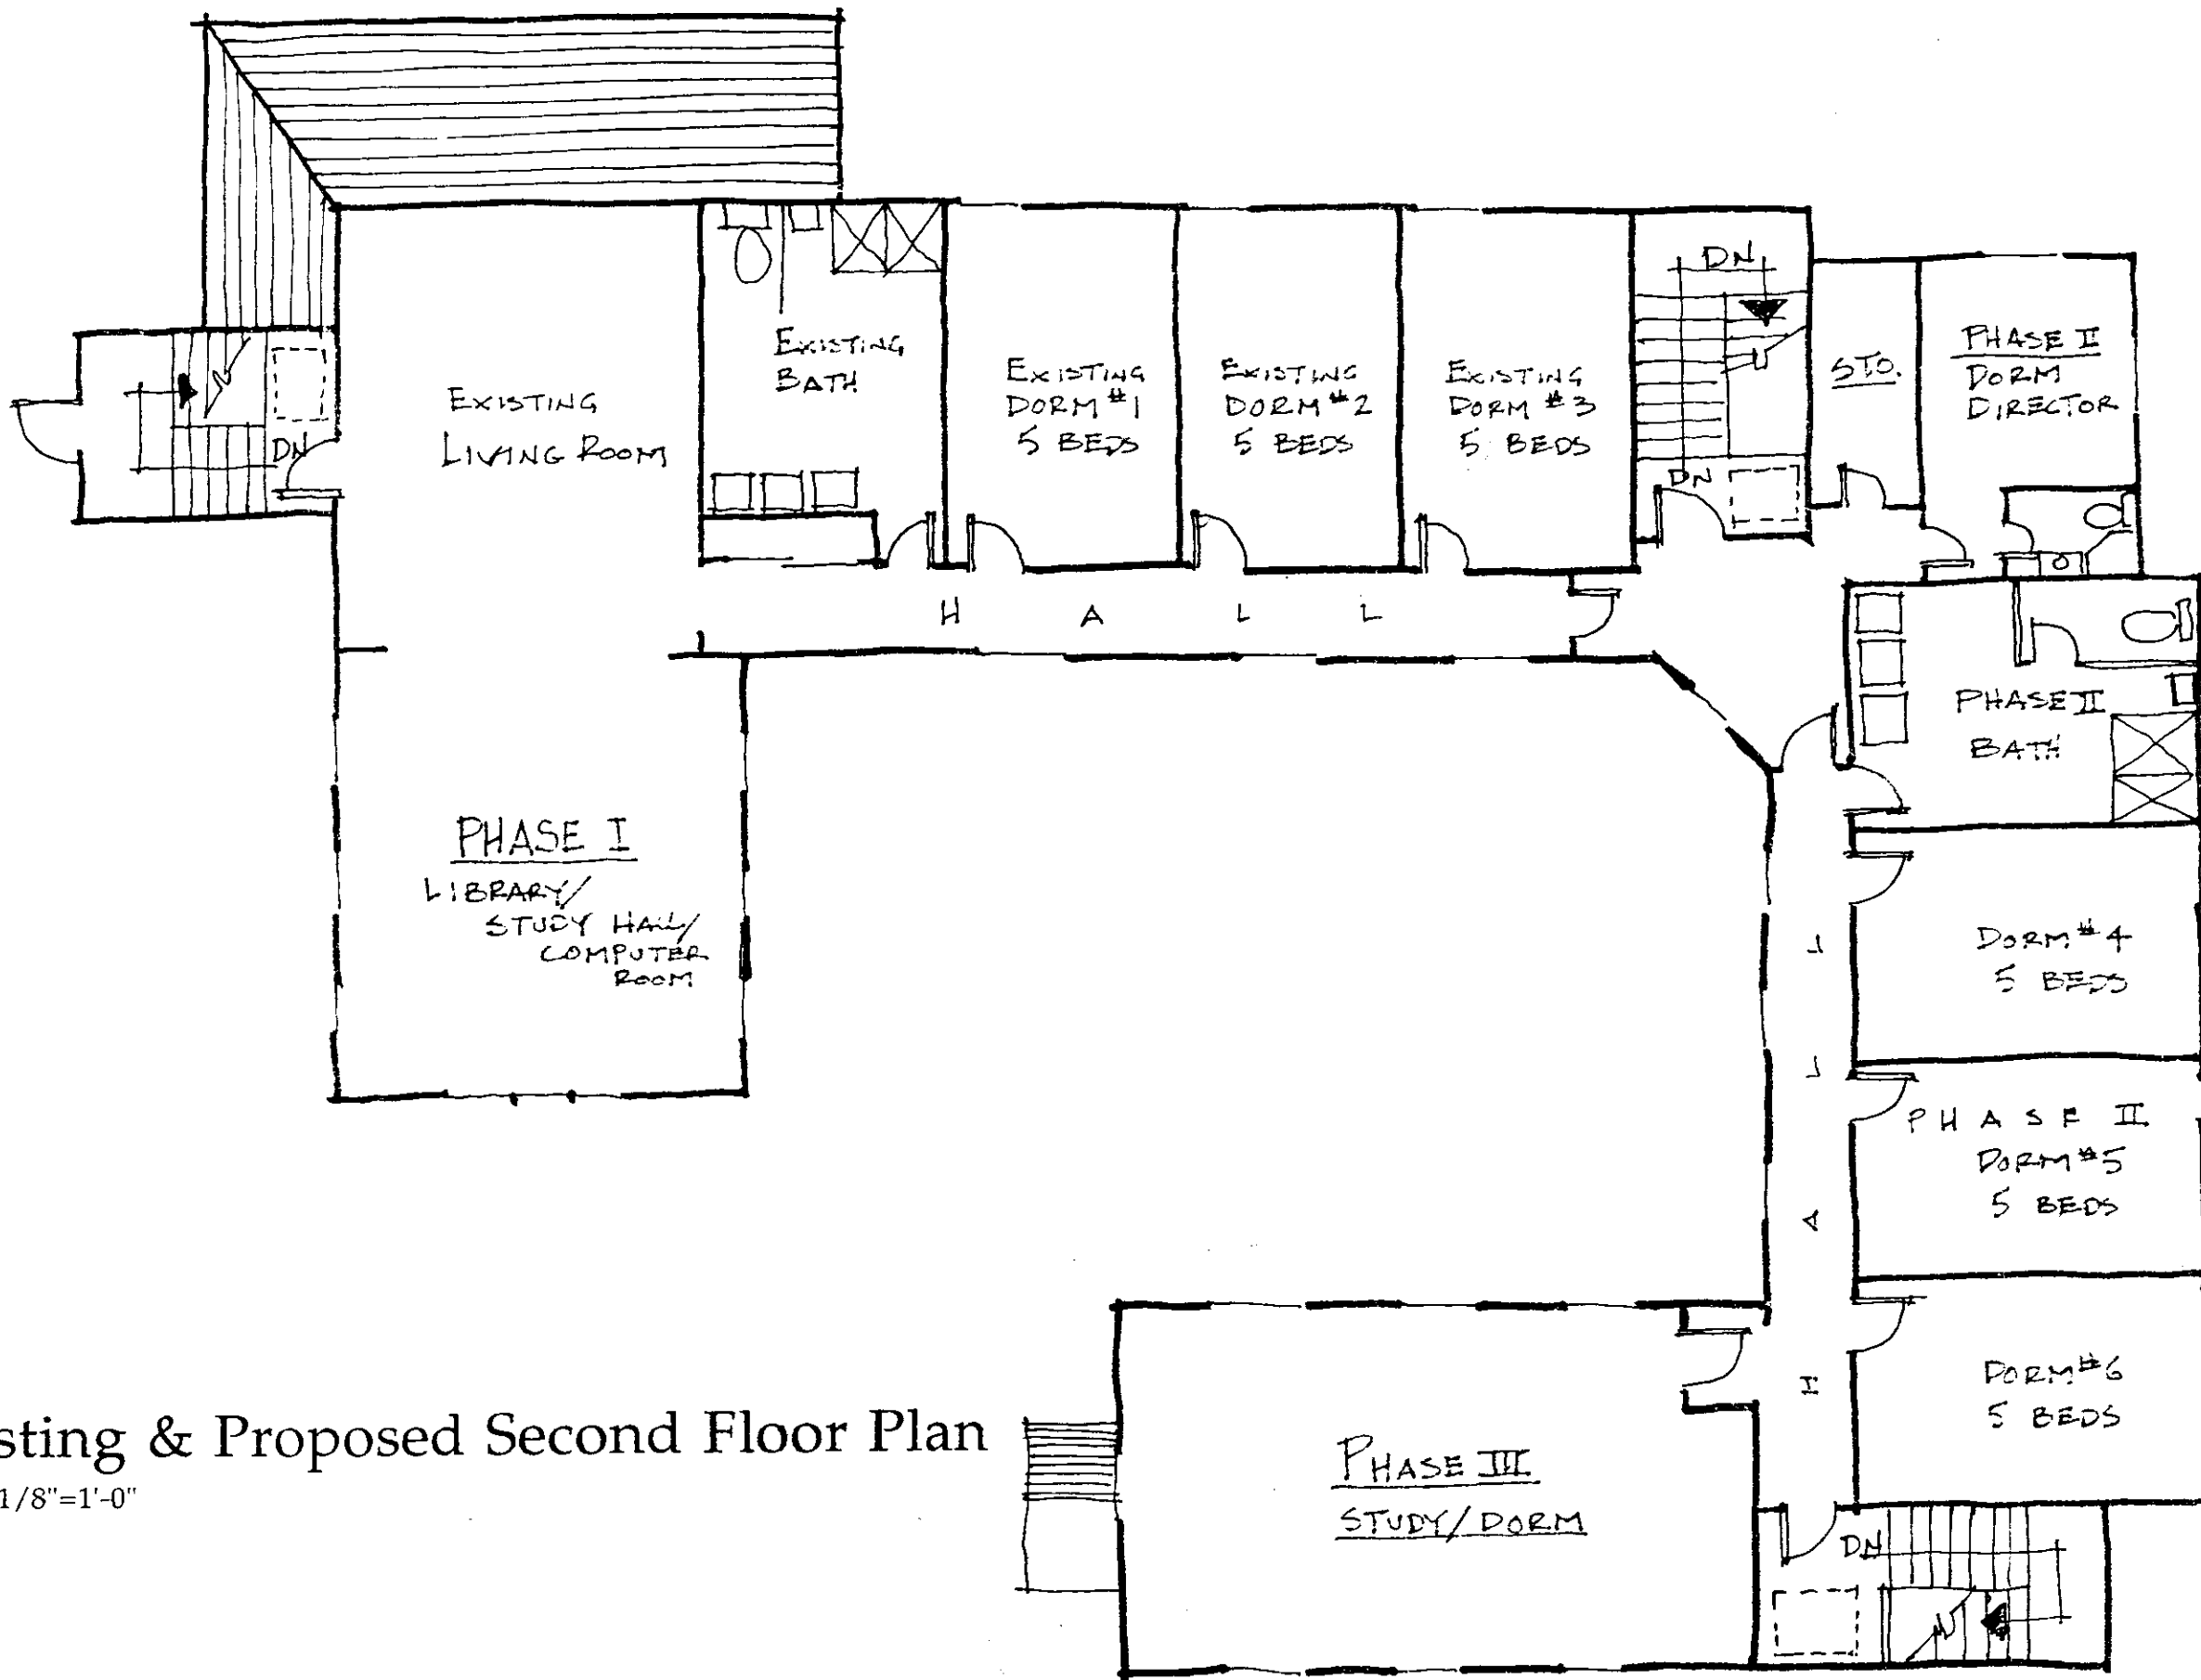 EXISTING
LIVING ROOM
EXISTING
BATH
EXISTING
DORM #1
5 BEDS
EXISTING
DORM #2
5 BEDS
EXISTING
DORM #3
5 BEDS
DN
DN
DN
STO.
PHASE II
DORM
DIRECTOR
H A L L
PHASE II
BATH
PHASE I
LIBRARY/
STUDY HALL/
COMPUTER
ROOM
DORM #4
5 BEDS
PHASE II
DORM #5
5 BEDS
H A L L
DORM #6
5 BEDS
PHASE III
STUDY/DORM
DN
sting & Proposed Second Floor Plan
1/8"=1'-0"